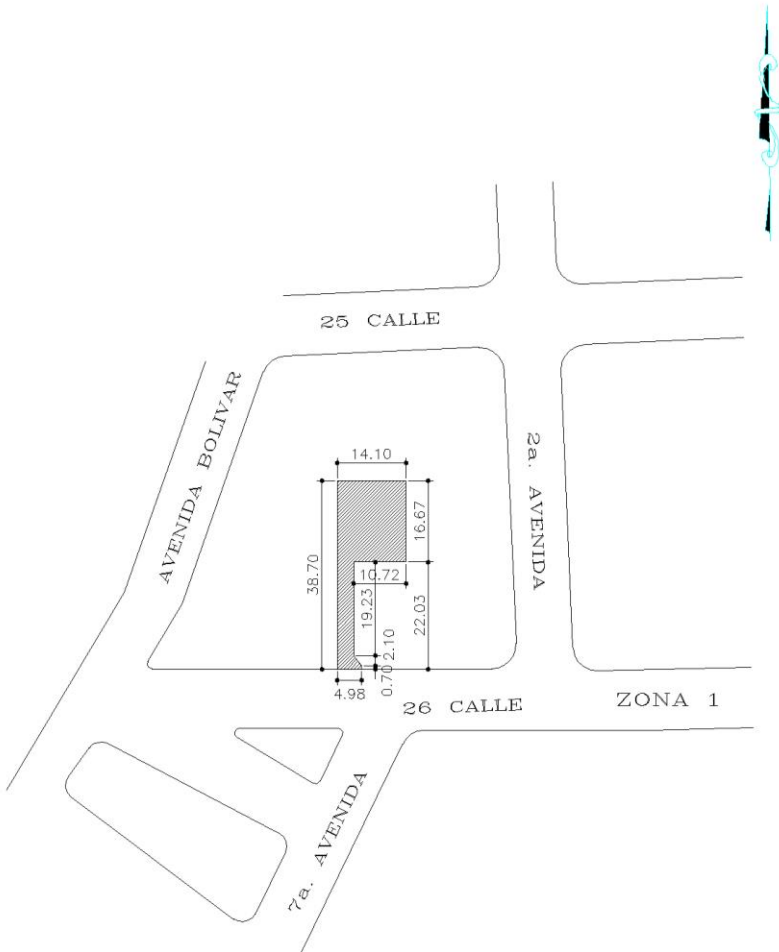 25 CALLE
AVENIDA BOLIVAR
2a. AVENIDA
14.10
16.67
38.70
10.72
19.23
22.03
2.10
0.70
4.98
26 CALLE
ZONA 1
7a. AVENIDA